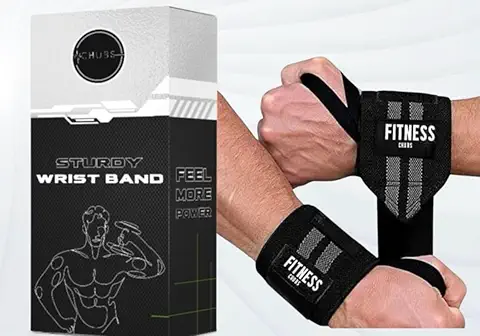 CHUBS
STURDY
WRIST BAND
FEEL
MORE
POWER
FITNESS
CHUBS
FITNESS
CHUBS